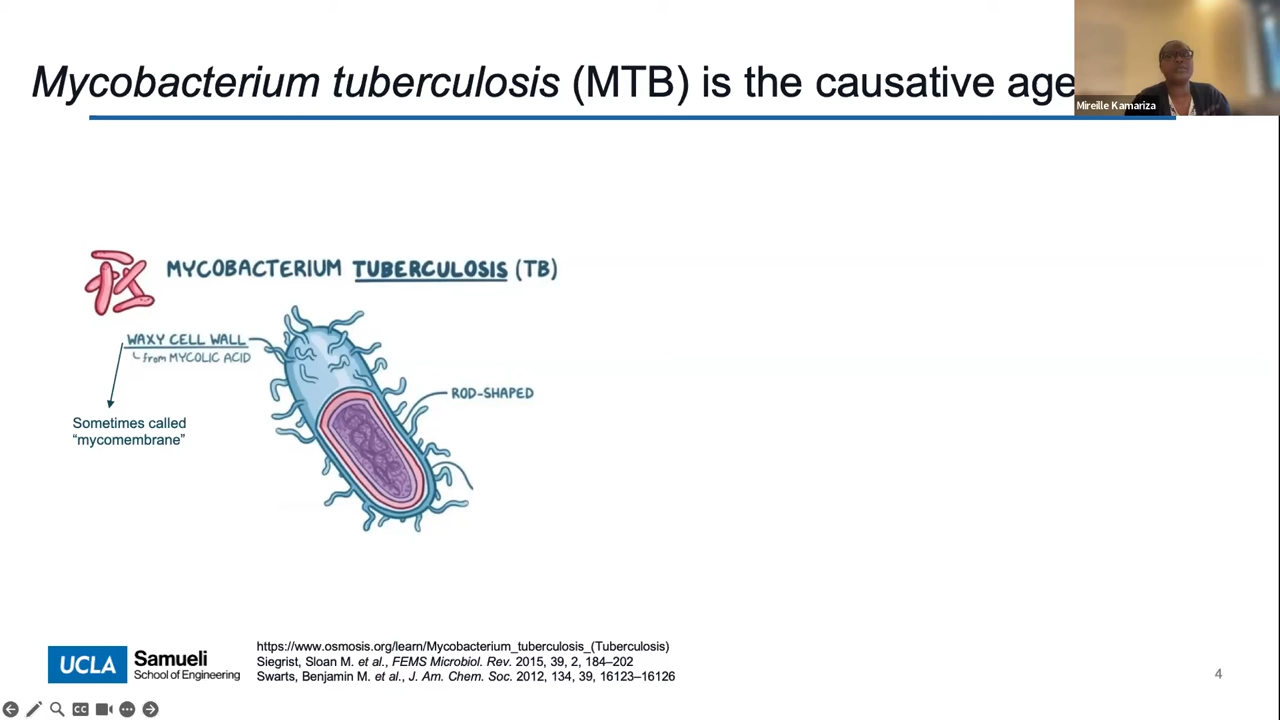 Mycobacterium tuberculosis (MTB) is the causative age
Mireille Kamariza
MYCOBACTERIUM TUBERCULOSIS (TB)
WAXY CELL WALL
from MYCOLIC ACID
ROD-SHAPED
Sometimes called
“mycomembrane”
UCLA Samueli
School of Engineering
https://www.osmosis.org/learn/Mycobacterium_tuberculosis_(Tuberculosis)
Siegrist, Sloan M. et al., FEMS Microbiol. Rev. 2015, 39, 2, 184–202
Swarts, Benjamin M. et al., J. Am. Chem. Soc. 2012, 134, 39, 16123–16126
4
CC